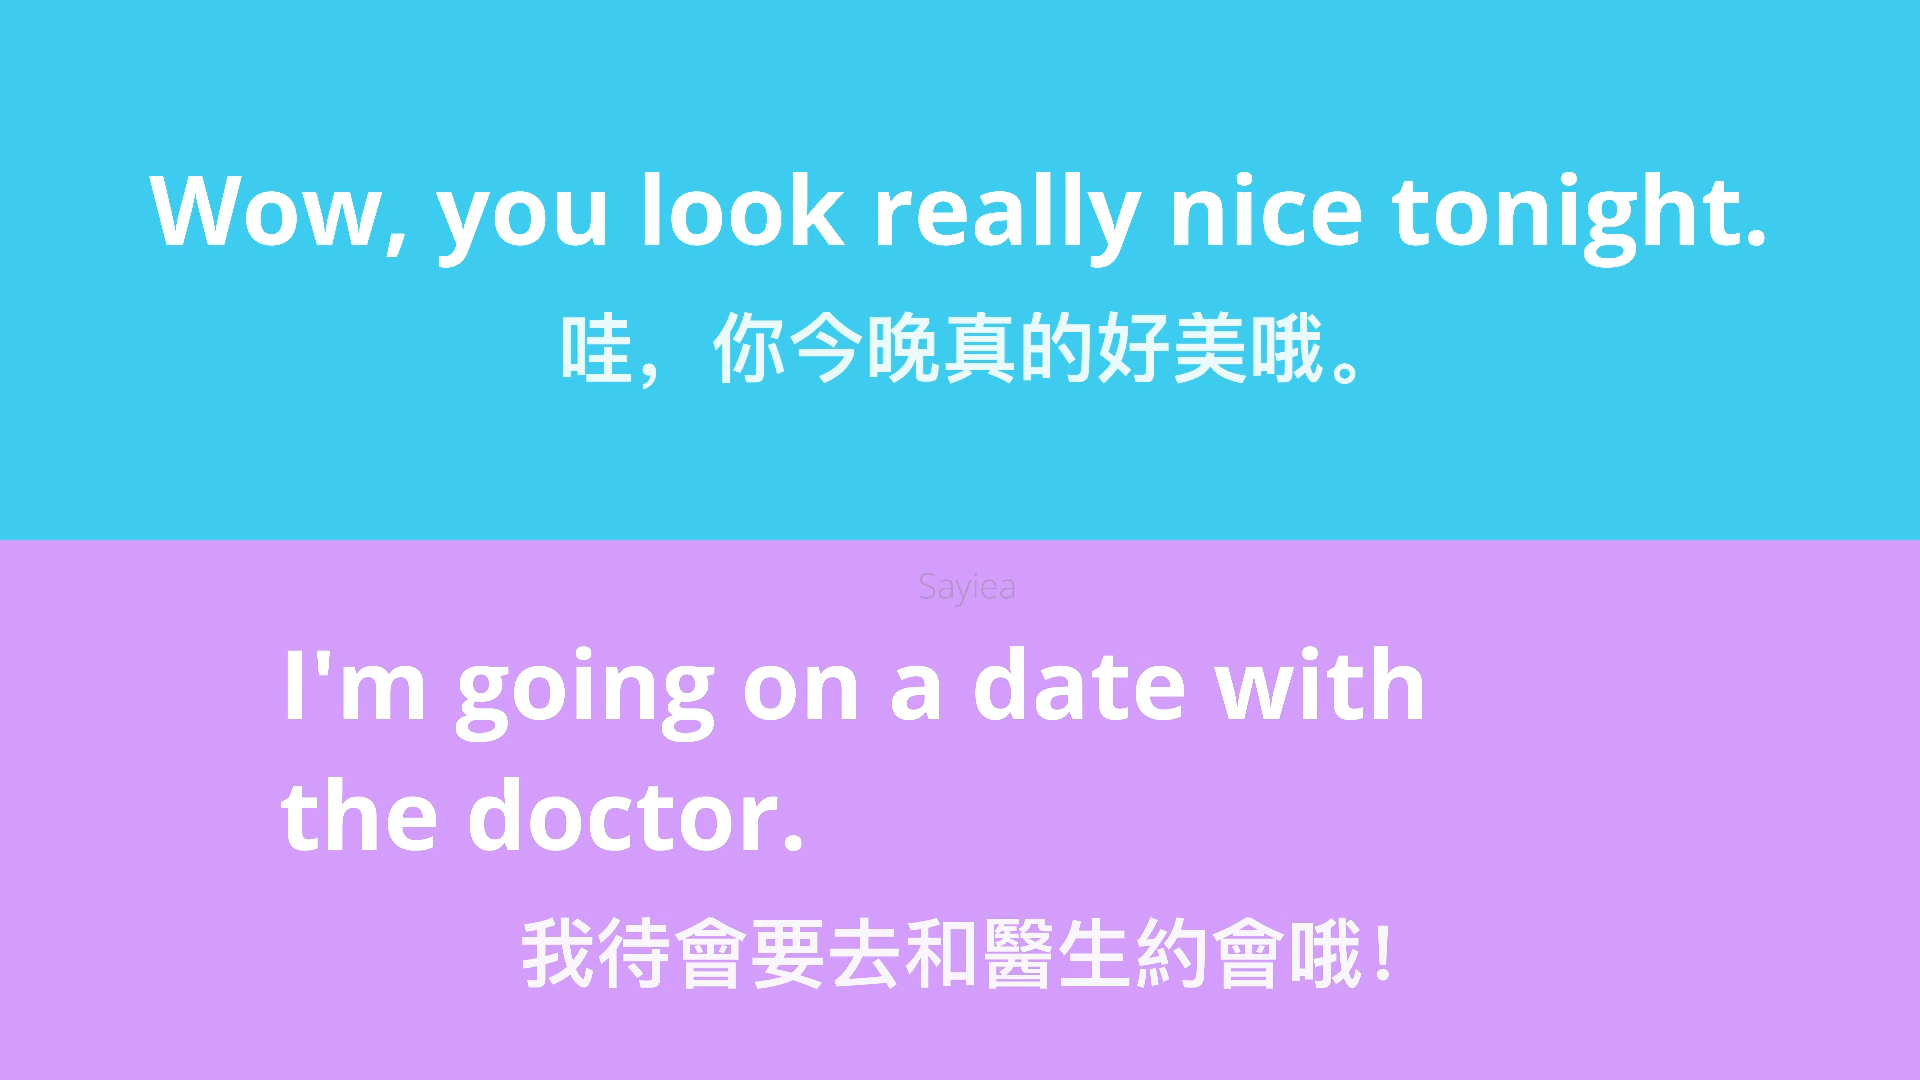 Wow, you look really nice tonight.
哇，你今晚真的好美哦。
Sayiea
I'm going on a date with
the doctor.
我待會要去和醫生約會哦！